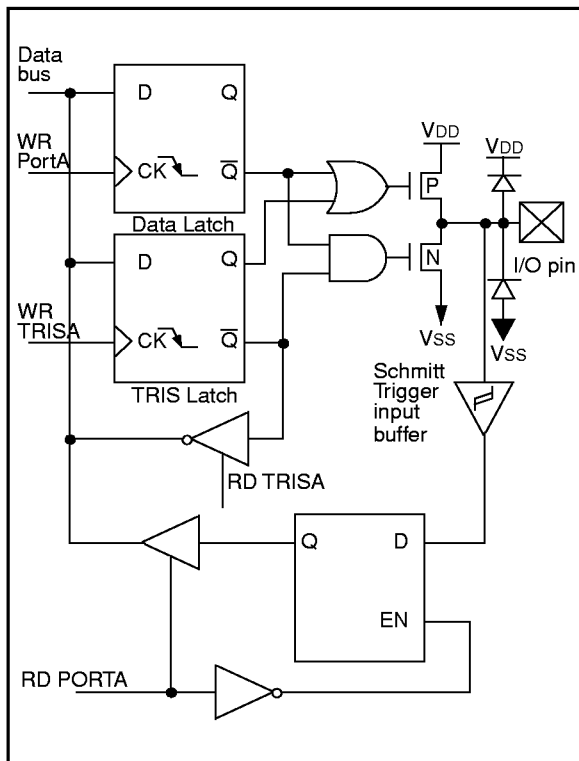 Data
bus
D
Q
WR
PortA
CK
Q
VDD
VDD
P
Data Latch
D
Q
N
I/O pin
WR
TRISA
CK
Q
VSS
VSS
TRIS Latch
Schmitt
Trigger
input
buffer
RD TRISA
Q
D
EN
RD PORTA